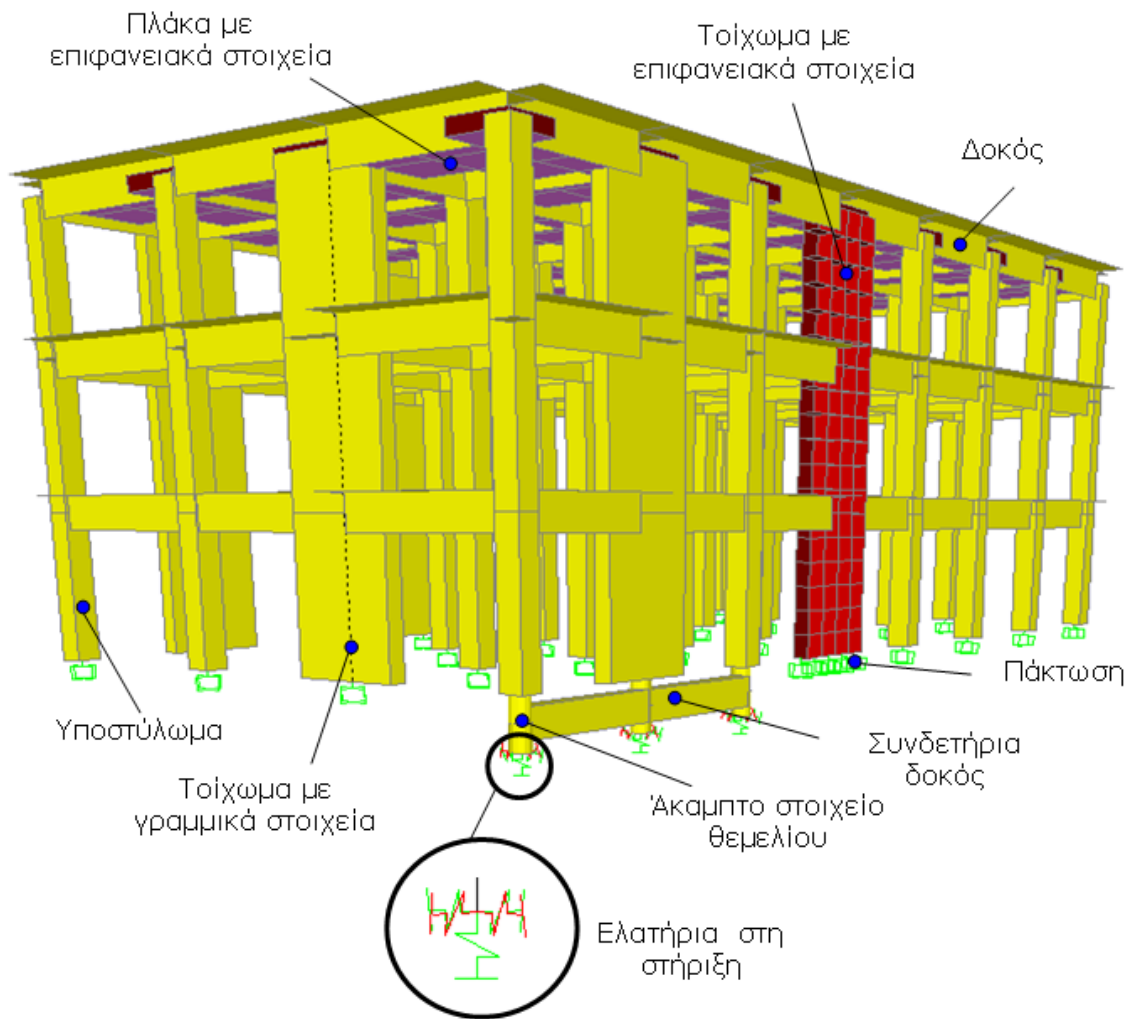 Πλάκα με
επιφανειακά στοιχεία
Τοίχωμα με
επιφανειακά στοιχεία
Δοκός
Πάκτωση
Υποστύλωμα
Συνδετήρια
δοκός
Τοίχωμα με
γραμμικά στοιχεία
Άκαμπτο στοιχείο
θεμελίου
Ελατήρια στη
στήριξη